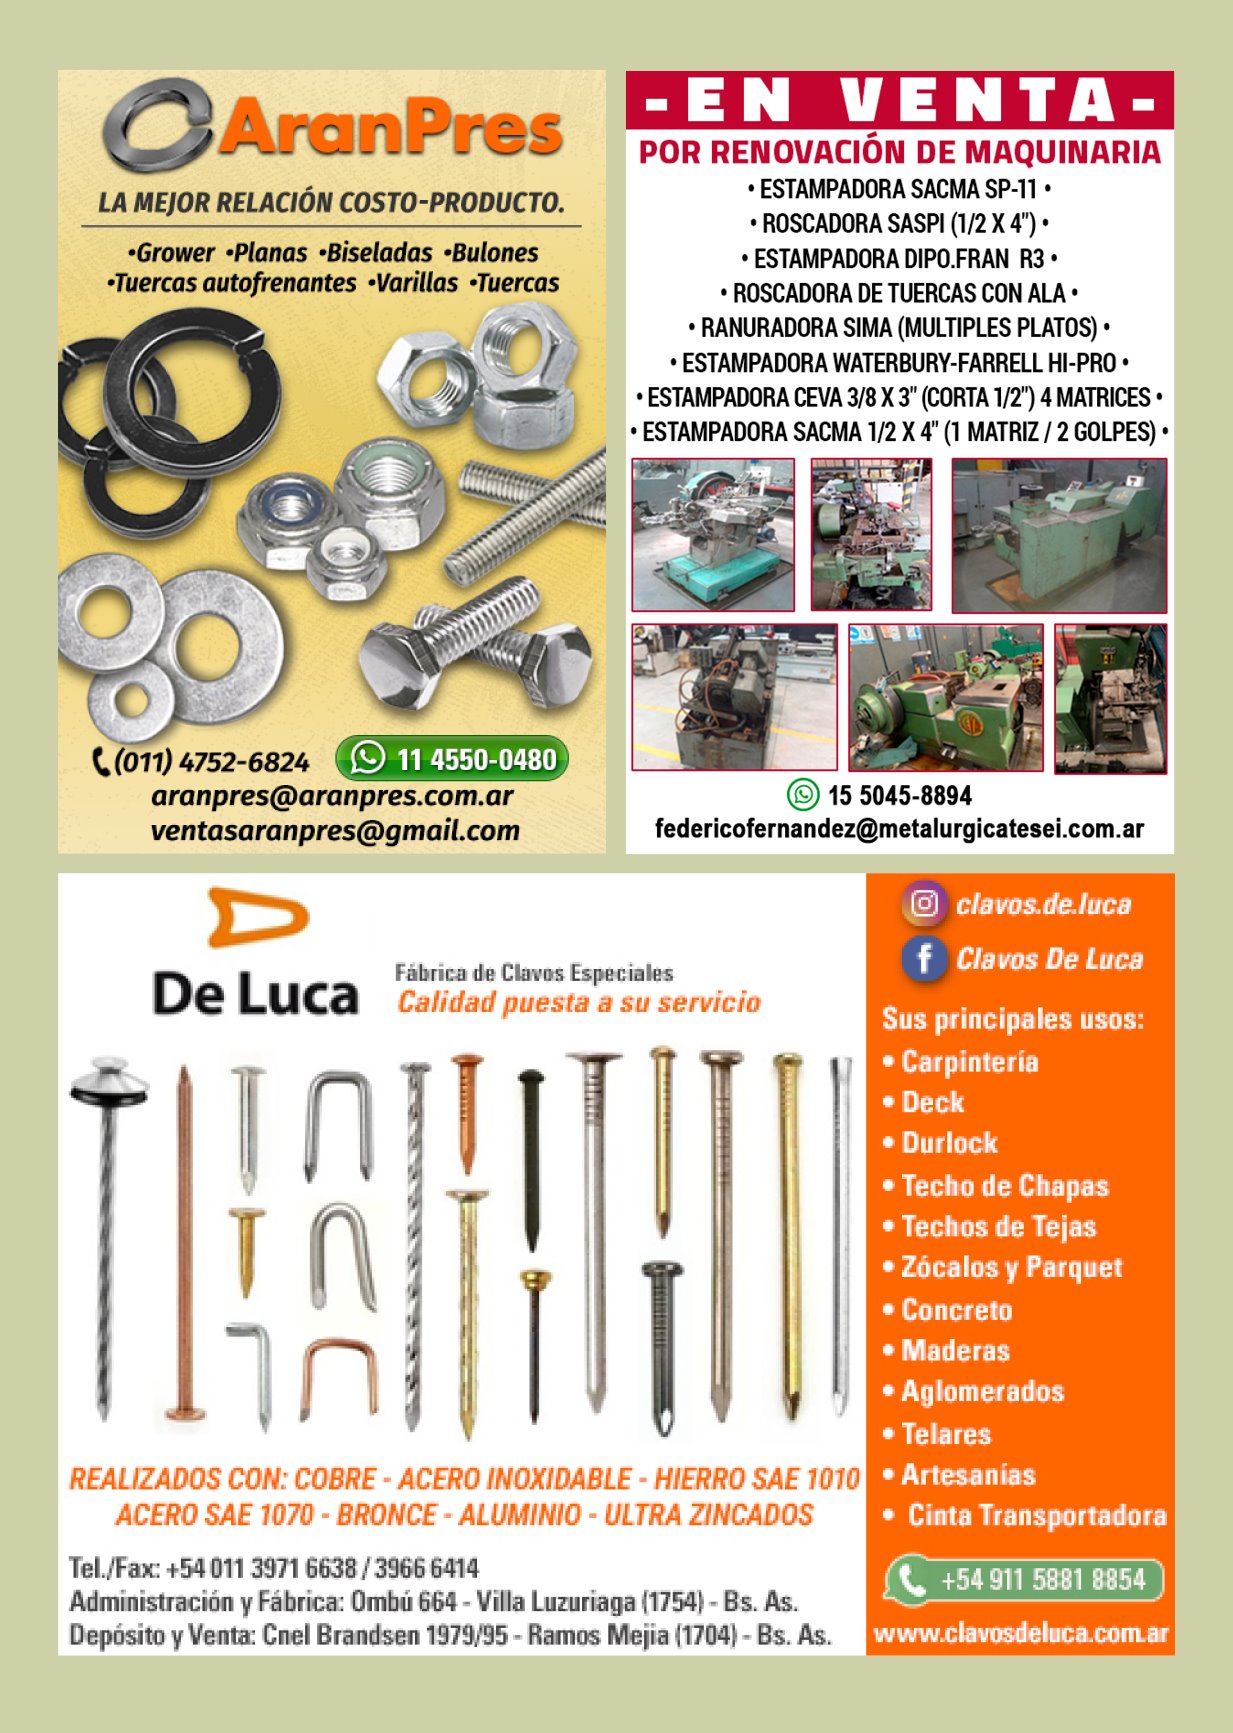 AranPres
LA MEJOR RELACIÓN COSTO-PRODUCTO.
•Grower •Planas •Biseladas •Bulones
•Tuercas autofrenantes •Varillas •Tuercas
(011) 4752-6824
11 4550-0480
aranpres@aranpres.com.ar
ventasaranpres@gmail.com
- EN VENTA -
POR RENOVACIÓN DE MAQUINARIA
• ESTAMPADORA SACMA SP-11 •
• ROSCADORA SASPI (1/2 X 4") •
• ESTAMPADORA DIPO.FRAN R3 •
• ROSCADORA DE TUERCAS CON ALA •
• RANURADORA SIMA (MULTIPLES PLATOS) •
• ESTAMPADORA WATERBURY-FARRELL HI-PRO •
• ESTAMPADORA CEVA 3/8 X 3" (CORTA 1/2") 4 MATRICES •
• ESTAMPADORA SACMA 1/2 X 4" (1 MATRIZ / 2 GOLPES) •
15 5045-8894
federicofernandez@metalurgicatesei.com.ar
De Luca
Fábrica de Clavos Especiales
Calidad puesta a su servicio
REALIZADOS CON: COBRE - ACERO INOXIDABLE - HIERRO SAE 1010
ACERO SAE 1070 - BRONCE - ALUMINIO - ULTRA ZINCADOS
Tel./Fax: +54 011 3971 6638 / 3966 6414
Administración y Fábrica: Ombú 664 - Villa Luzuriaga (1754) - Bs. As.
Depósito y Venta: Cnel Brandsen 1979/95 - Ramos Mejia (1704) - Bs. As.
clavos.de.luca
Clavos De Luca
Sus principales usos:
• Carpintería
• Deck
• Durlock
• Techo de Chapas
• Techos de Tejas
• Zócalos y Parquet
• Concreto
• Maderas
• Aglomerados
• Telares
• Artesanías
• Cinta Transportadora
+54 911 5881 8854
www.clavosdeluca.com.ar